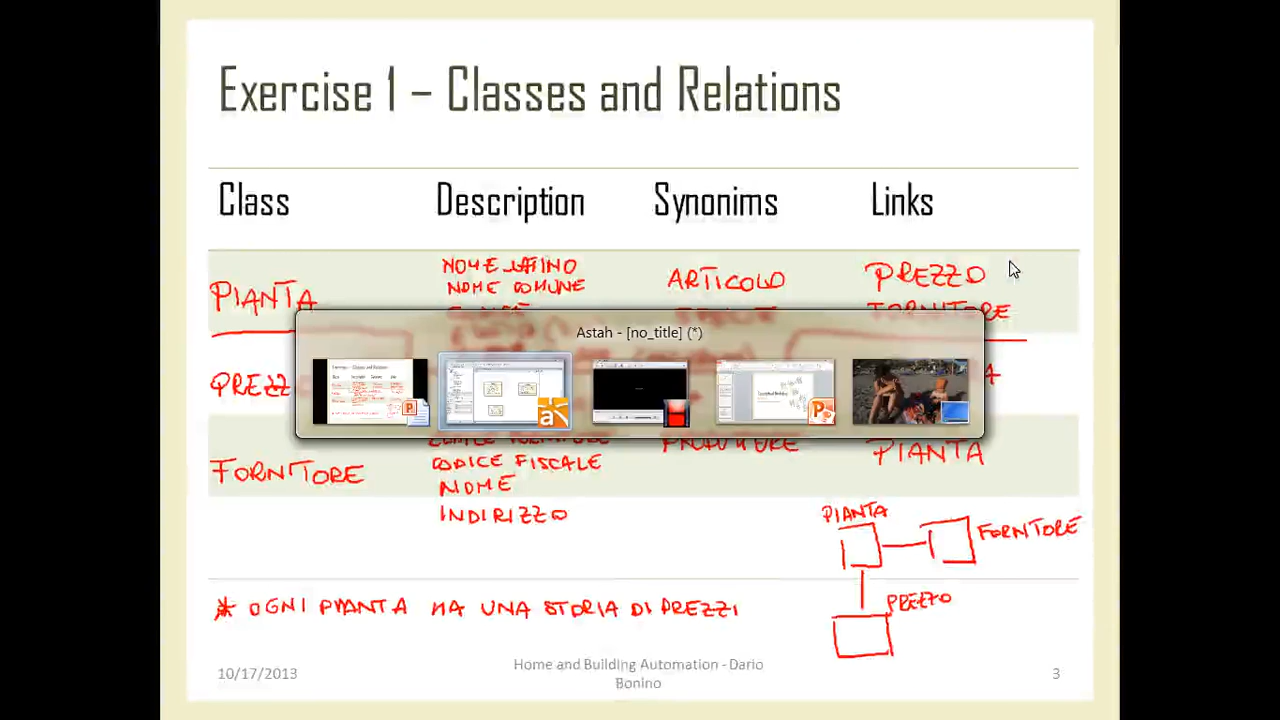 Exercise 1 – Classes and Relations
Class Description Synonims Links
PIANTA NOME LATINO ARTICOLO PREZZO
NOME COMUNE
FORNITORE
Astah - [no_title] (*)
FORNITORE CODICE FISCALE PIANTA
NOME
INDIRIZZO
PIANTA
FORNITORE
PREZZO
* OGNI PIANTA HA UNA STORIA DI PREZZI
10/17/2013 Home and Building Automation - Dario 3
Bonino